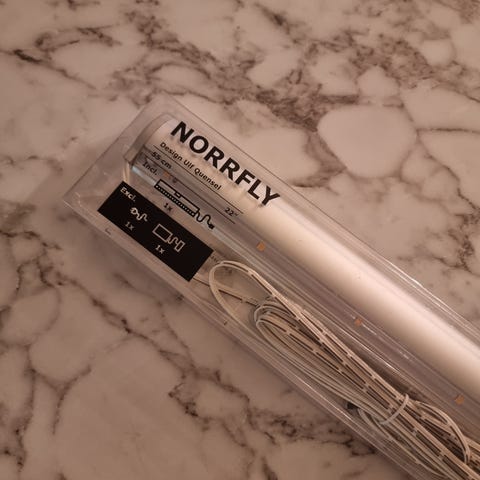 NORRFLY
Design Ulf Quensel
55 cm
22"
Incl.
1x
Excl.
1x
1x